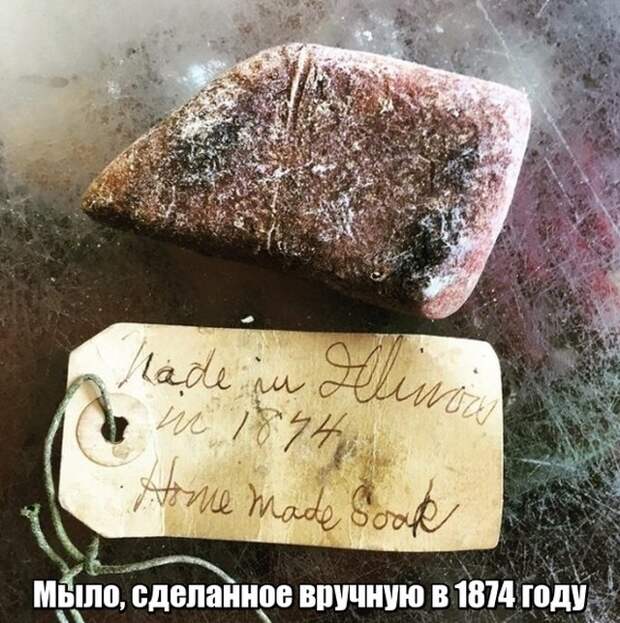 Made in Illinois
in 1874
Home Made Soap
Мыло, сделанное вручную в 1874 году